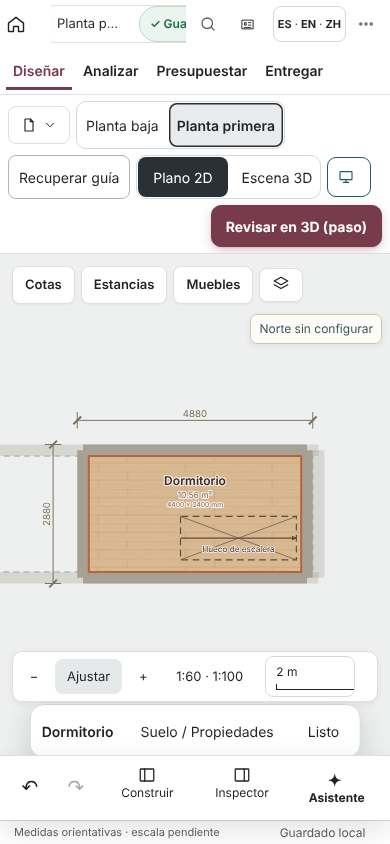 Planta p...
✓ Gua
ES · EN · ZH
Diseñar Analizar Presupuestar Entregar
Planta baja Planta primera
Recuperar guía Plano 2D Escena 3D
Revisar en 3D (paso)
Cotas Estancias Muebles
Norte sin configurar
4880
2880
Dormitorio
10.56 m²
4400 × 2400 mm
Hueco de escalera
− Ajustar + 1:60 · 1:100 2 m
Dormitorio Suelo / Propiedades Listo
Construir Inspector Asistente
Medidas orientativas · escala pendiente Guardado local